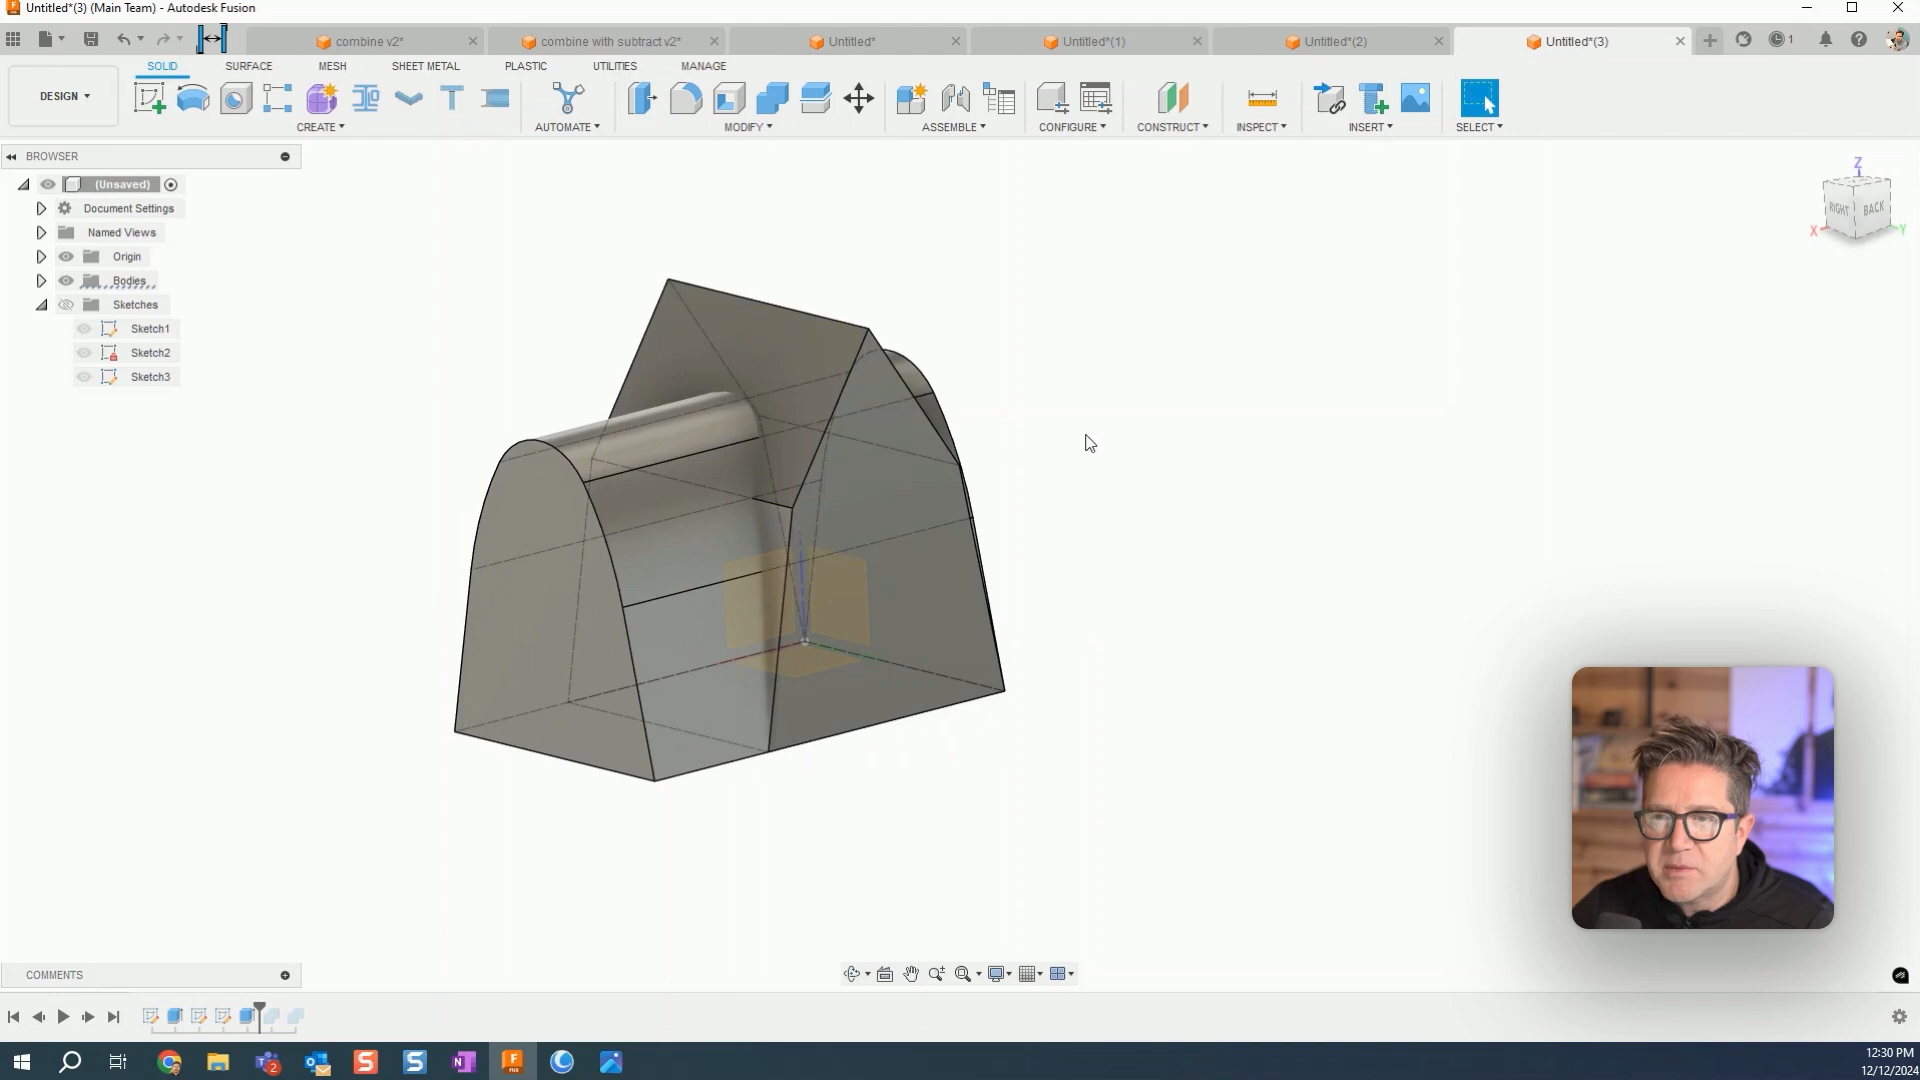 Untitled*(3) (Main Team) - Autodesk Fusion
combine v2*
combine with subtract v2*
Untitled*
Untitled*(1)
Untitled*(2)
Untitled*(3)
1
SOLID
SURFACE
MESH
SHEET METAL
PLASTIC
UTILITIES
MANAGE
DESIGN
CREATE
AUTOMATE
MODIFY
ASSEMBLE
CONFIGURE
CONSTRUCT
INSPECT
INSERT
SELECT
BROWSER
(Unsaved)
Document Settings
Named Views
Origin
Bodies
Sketches
Sketch1
Sketch2
Sketch3
Z
RIGHT
BACK
X
Y
COMMENTS
2
S
S
N
F
FUS
12:30 PM
12/12/2024